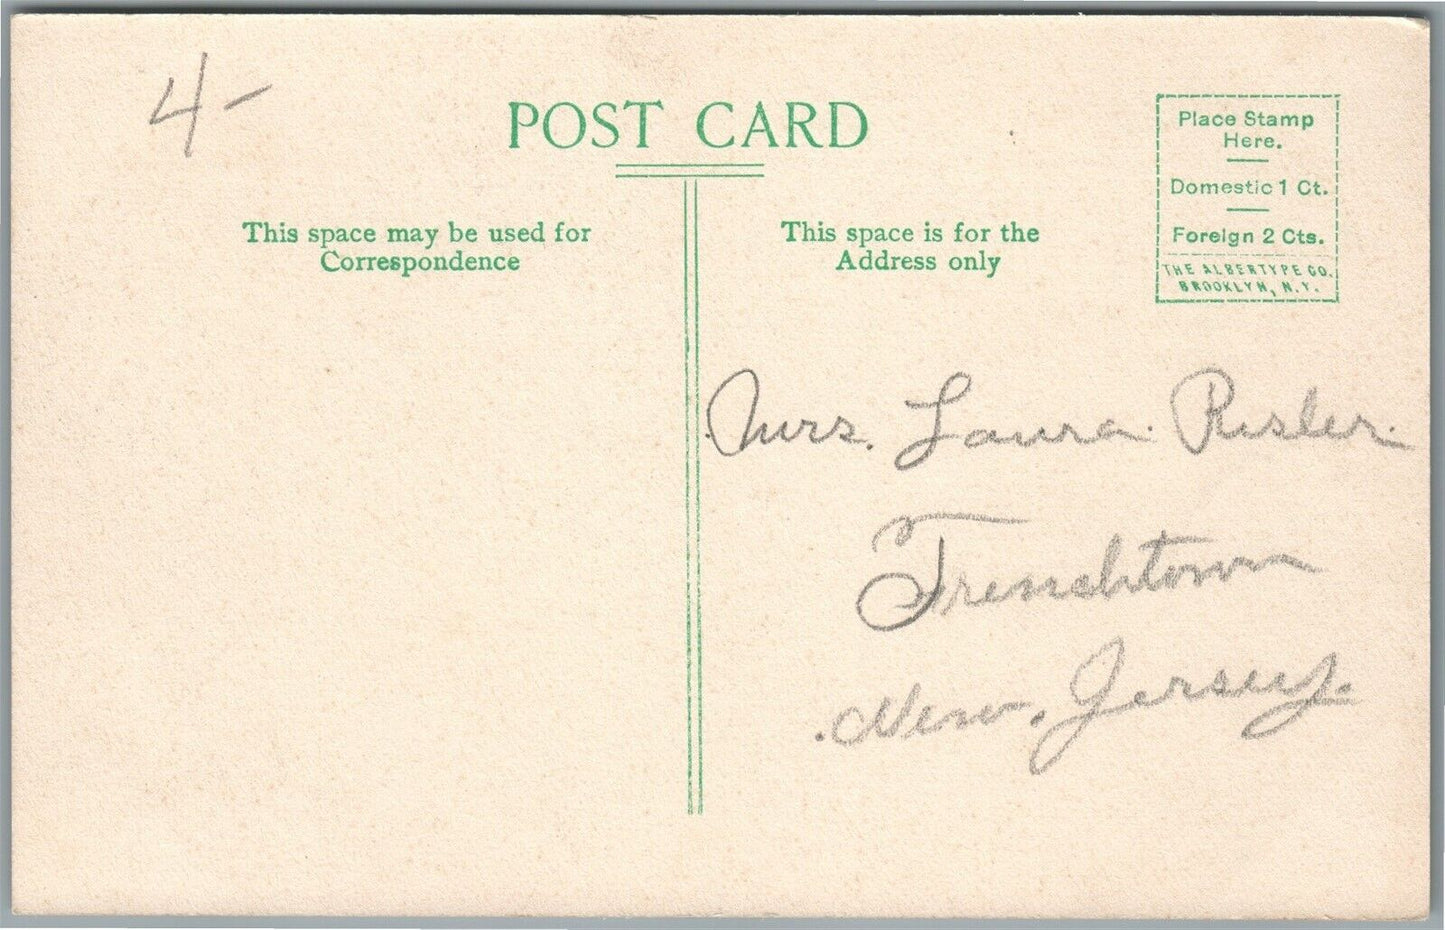 4-
POST CARD
Place Stamp
Here.
Domestic 1 Ct.
Foreign 2 Cts.
THE ALBERTYPE CO.
BROOKLYN, N.Y.
This space may be used for
Correspondence
This space is for the
Address only
Mrs. Laura. Risler.
Frenchtown
New. Jersey.